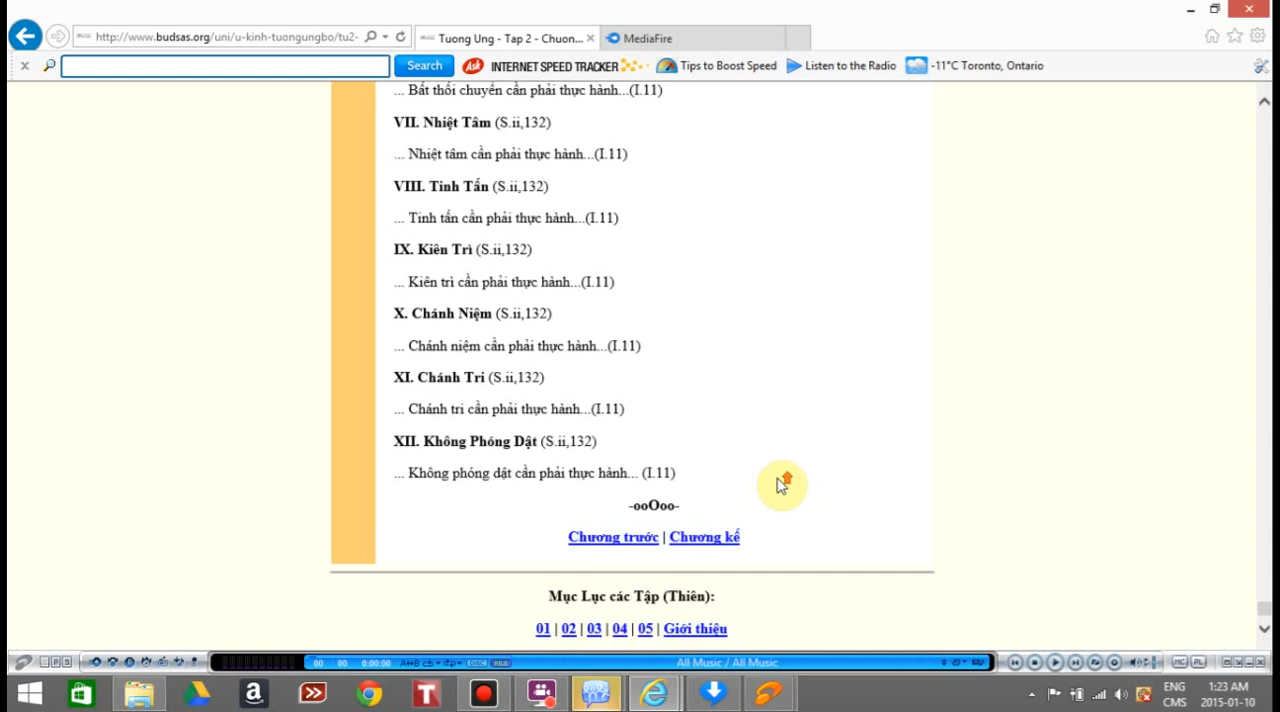 http://www.budsas.org/uni/u-kinh-tuongungbo/tu2-
Tuong Ung - Tap 2 - Chuon...
MediaFire
Search
Ask
INTERNET SPEED TRACKER
Tips to Boost Speed
Listen to the Radio
-11°C Toronto, Ontario
... Bất thối chuyển cần phải thực hành...(I.11)
VII. Nhiệt Tâm (S.ii,132)
... Nhiệt tâm cần phải thực hành...(I.11)
VIII. Tinh Tấn (S.ii,132)
... Tinh tấn cần phải thực hành...(I.11)
IX. Kiên Trì (S.ii,132)
... Kiên trì cần phải thực hành...(I.11)
X. Chánh Niệm (S.ii,132)
... Chánh niệm cần phải thực hành...(I.11)
XI. Chánh Tri (S.ii,132)
... Chánh tri cần phải thực hành...(I.11)
XII. Không Phóng Dật (S.ii,132)
... Không phóng dật cần phải thực hành... (I.11)
-ooOoo-
Chương trước | Chương kế
Mục Lục các Tập (Thiên):
01 | 02 | 03 | 04 | 05 | Giới thiệu
00 00 0:00:00
All Music / All Music
ENG 1:23 AM
CMS 2015-01-10